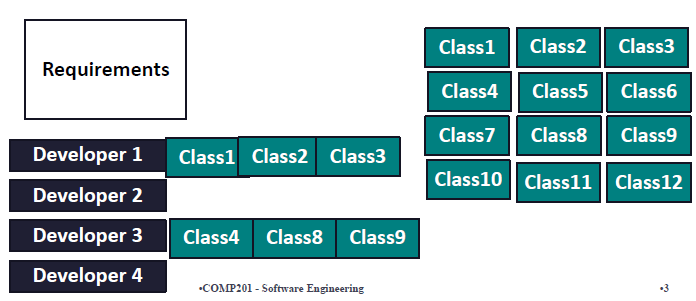 Requirements
Class1 Class2 Class3
Class4 Class5 Class6
Class7 Class8 Class9
Class10 Class11 Class12
Developer 1 Class1 Class2 Class3
Developer 2
Developer 3 Class4 Class8 Class9
Developer 4
•COMP201 - Software Engineering •3